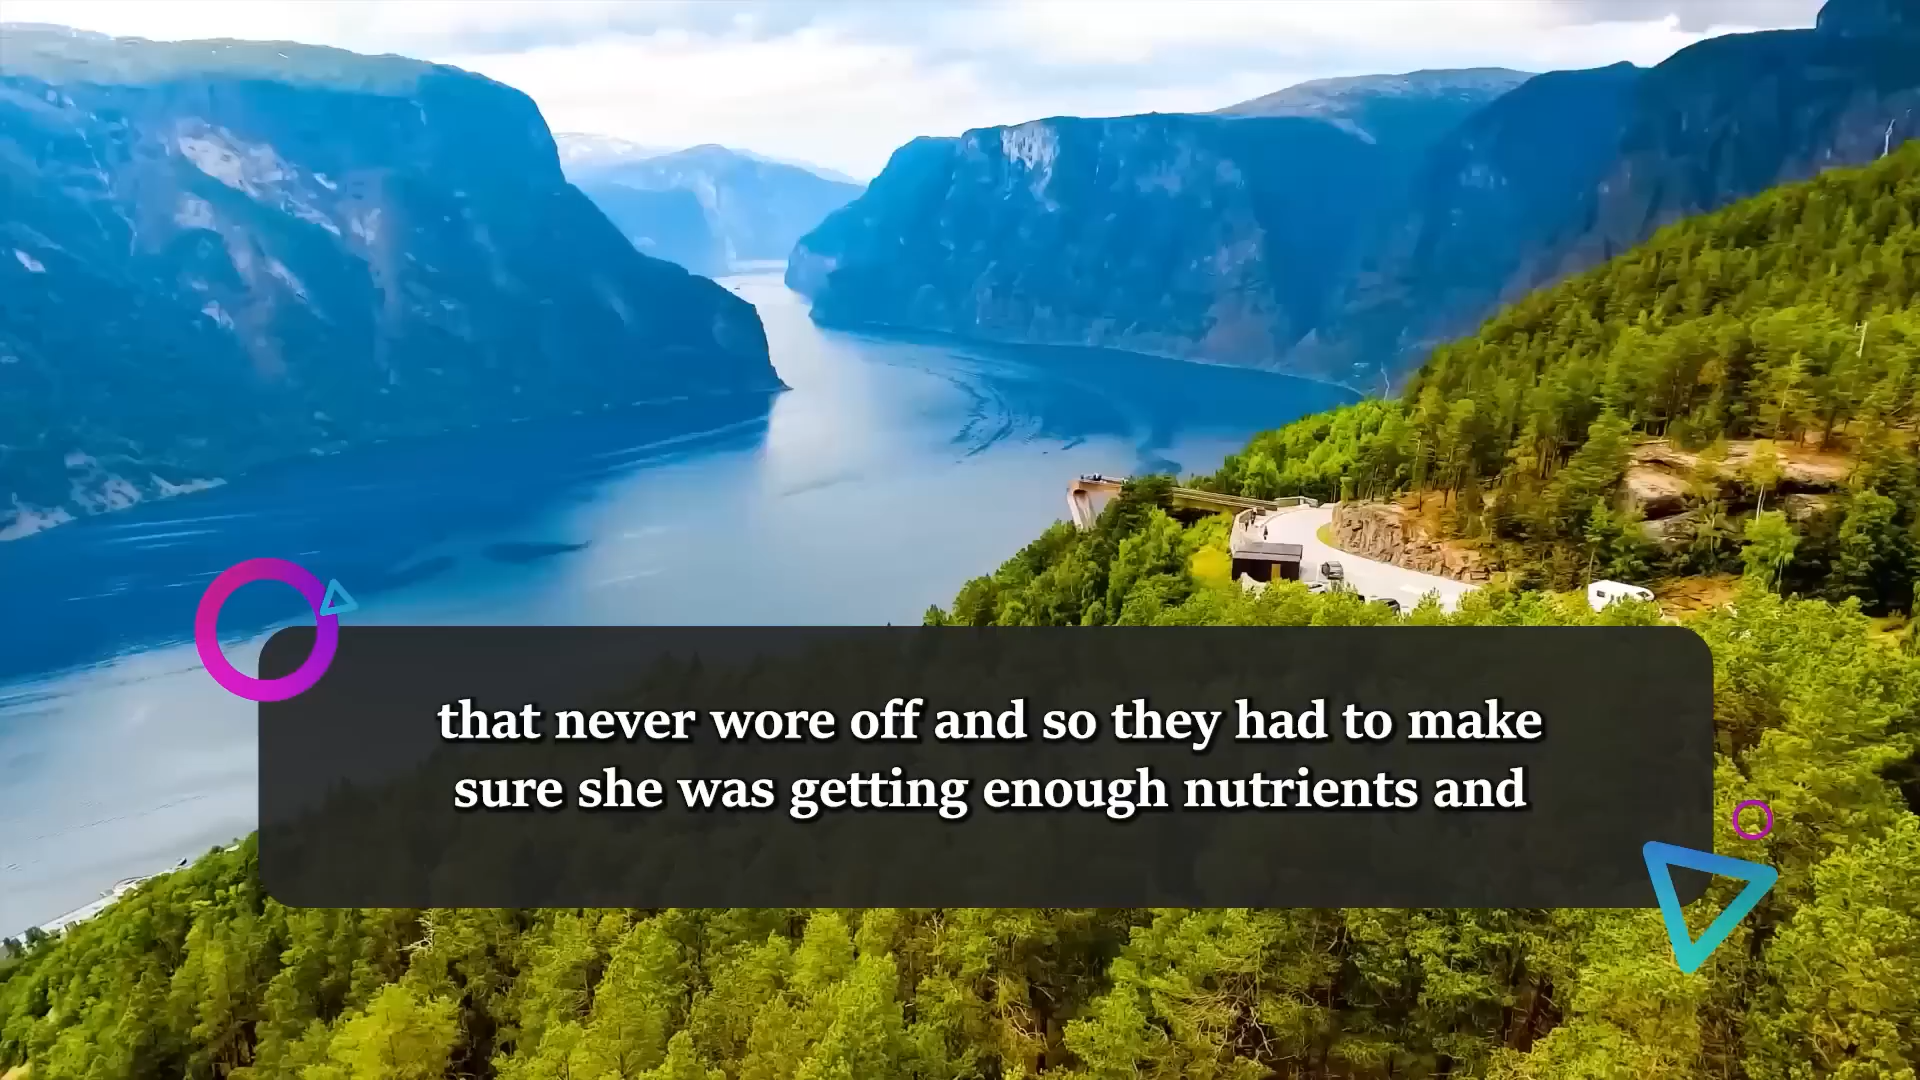 that never wore off and so they had to make
sure she was getting enough nutrients and